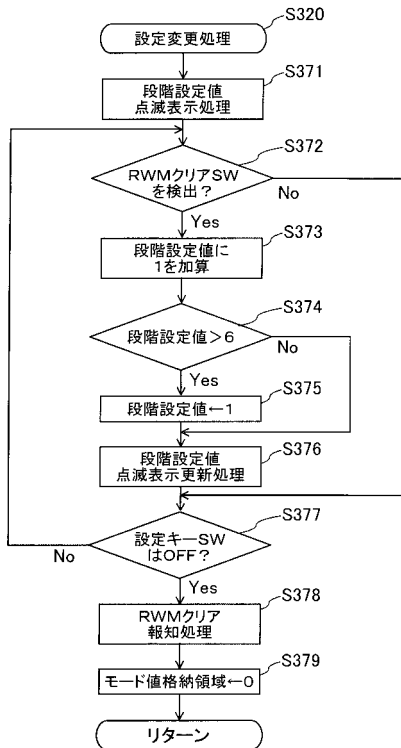 S320
設定変更処理
S371
段階設定値
点滅表示処理
S372
RWMクリアSW
を検出?
No
Yes
S373
段階設定値に
1を加算
S374
段階設定値>6
No
Yes
S375
段階設定値←1
S376
段階設定値
点滅表示更新処理
S377
設定キーSW
はOFF?
No
Yes
S378
RWMクリア
報知処理
S379
モード値格納領域←0
リターン